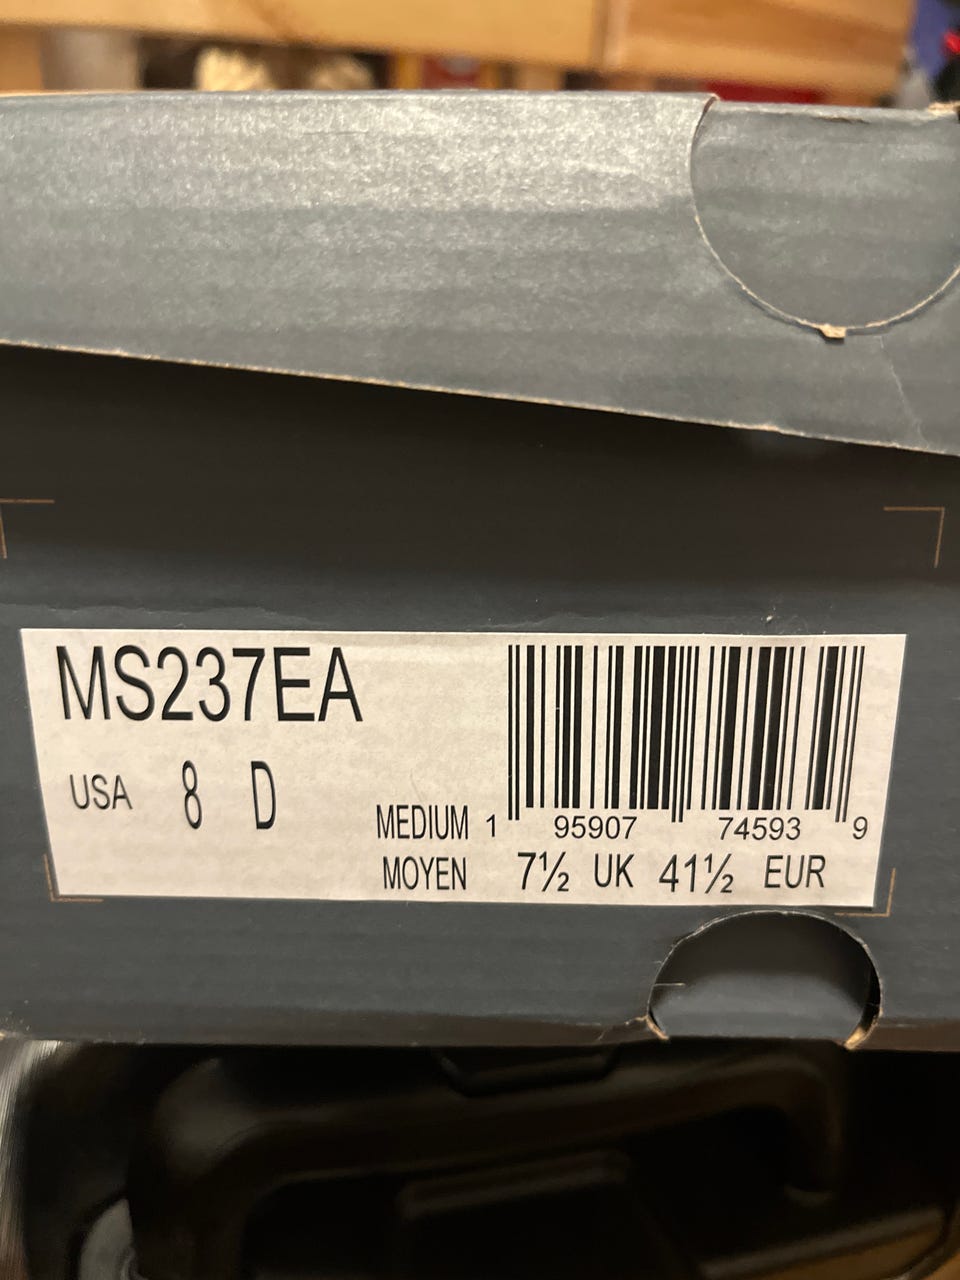 MS237EA
USA 8 D
MEDIUM
MOYEN
1 95907 74593 9
7½ UK 41½ EUR